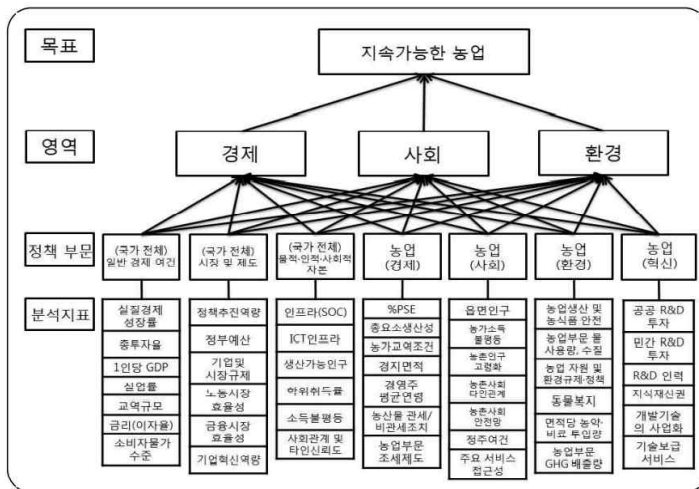 목표
지속가능한 농업
영역
경제
사회
환경
정책 부문
(국가 전체)
일반 경제 여건
(국가 전체)
시장 및 제도
(국가 전체)
물적·인적·사회적
자본
농업
(경제)
농업
(사회)
농업
(환경)
농업
(혁신)
분석지표
실질경제
성장률
총투자율
1인당 GDP
실업률
교역규모
금리(이자율)
소비자물가
수준
정책추진역량
정부예산
기업 및
시장규제
노동시장
효율성
금융시장
효율성
기업혁신역량
인프라(SOC)
ICT인프라
생산가능인구
학위취득률
소득불평등
사회관계 및
타인신뢰도
%PSE
총요소생산성
농가교역조건
경지면적
경영주
평균연령
농산물 관세/
비관세조치
농업부문
조세제도
읍면인구
농가소득
불평등
농촌인구
고령화
농촌사회
타인관계
농촌사회
안전망
정주여건
주요 서비스
접근성
농업생산 및
농식품 안전
농업부문 물
사용량, 수질
농업 자원 및
환경규제·정책
동물복지
면적당 농약·
비료 투입량
농업부문
GHG 배출량
공공 R&D
투자
민간 R&D
투자
R&D 인력
지식재산권
개발기술
의 사업화
기술보급
서비스